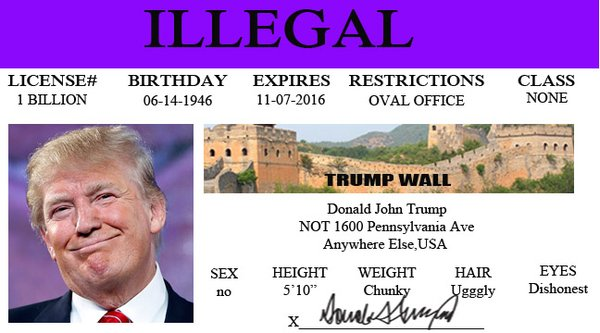 ILLEGAL
LICENSE# BIRTHDAY EXPIRES RESTRICTIONS CLASS
1 BILLION 06-14-1946 11-07-2016 OVAL OFFICE NONE
TRUMP WALL
Donald John Trump
NOT 1600 Pennsylvania Ave
Anywhere Else,USA
SEX HEIGHT WEIGHT HAIR EYES
no 5'10” Chunky Ugggly Dishonest
X